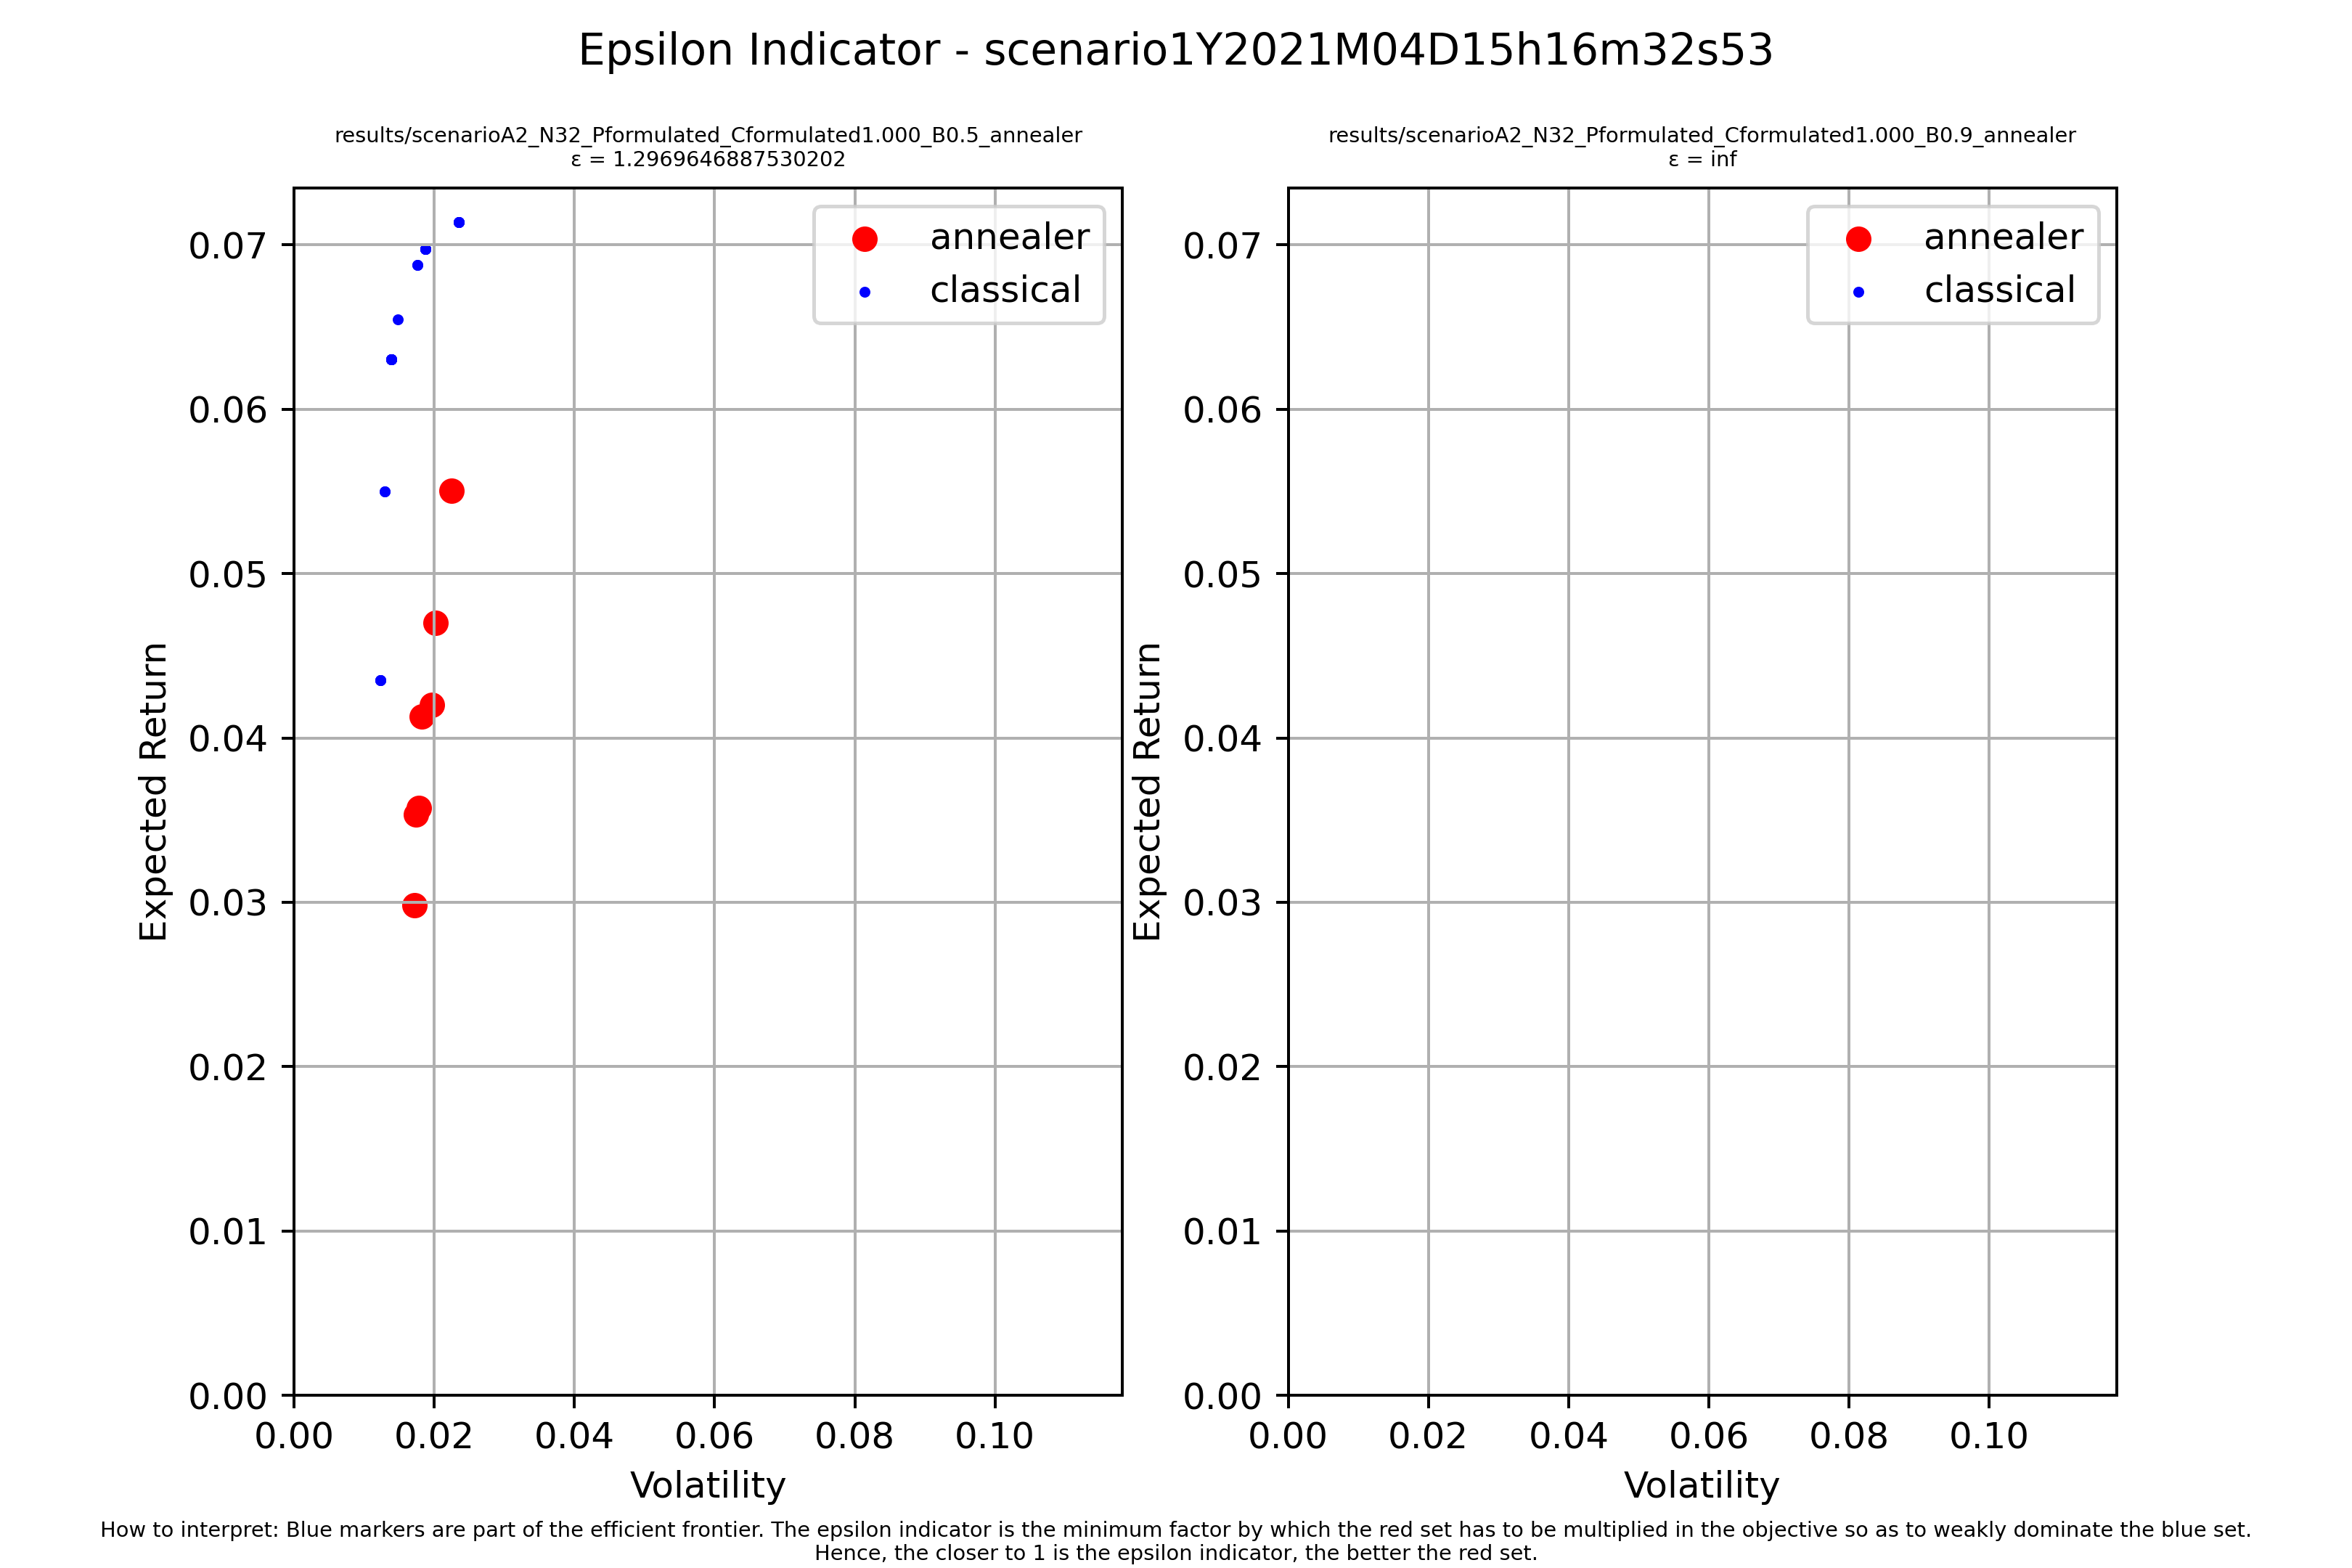 Epsilon Indicator - scenario1Y2021M04D15h16m32s53
results/scenarioA2_N32_Pformulated_Cformulated1.000_B0.5_annealer
ε = 1.2969646887530202
annealer
classical
0.07
0.06
0.05
0.04
0.03
0.02
0.01
0.00
Expected Return
0.00 0.02 0.04 0.06 0.08 0.10
Volatility
results/scenarioA2_N32_Pformulated_Cformulated1.000_B0.9_annealer
ε = inf
annealer
classical
0.07
0.06
0.05
0.04
0.03
0.02
0.01
0.00
Expected Return
0.00 0.02 0.04 0.06 0.08 0.10
Volatility
How to interpret: Blue markers are part of the efficient frontier. The epsilon indicator is the minimum factor by which the red set has to be multiplied in the objective so as to weakly dominate the blue set.
Hence, the closer to 1 is the epsilon indicator, the better the red set.